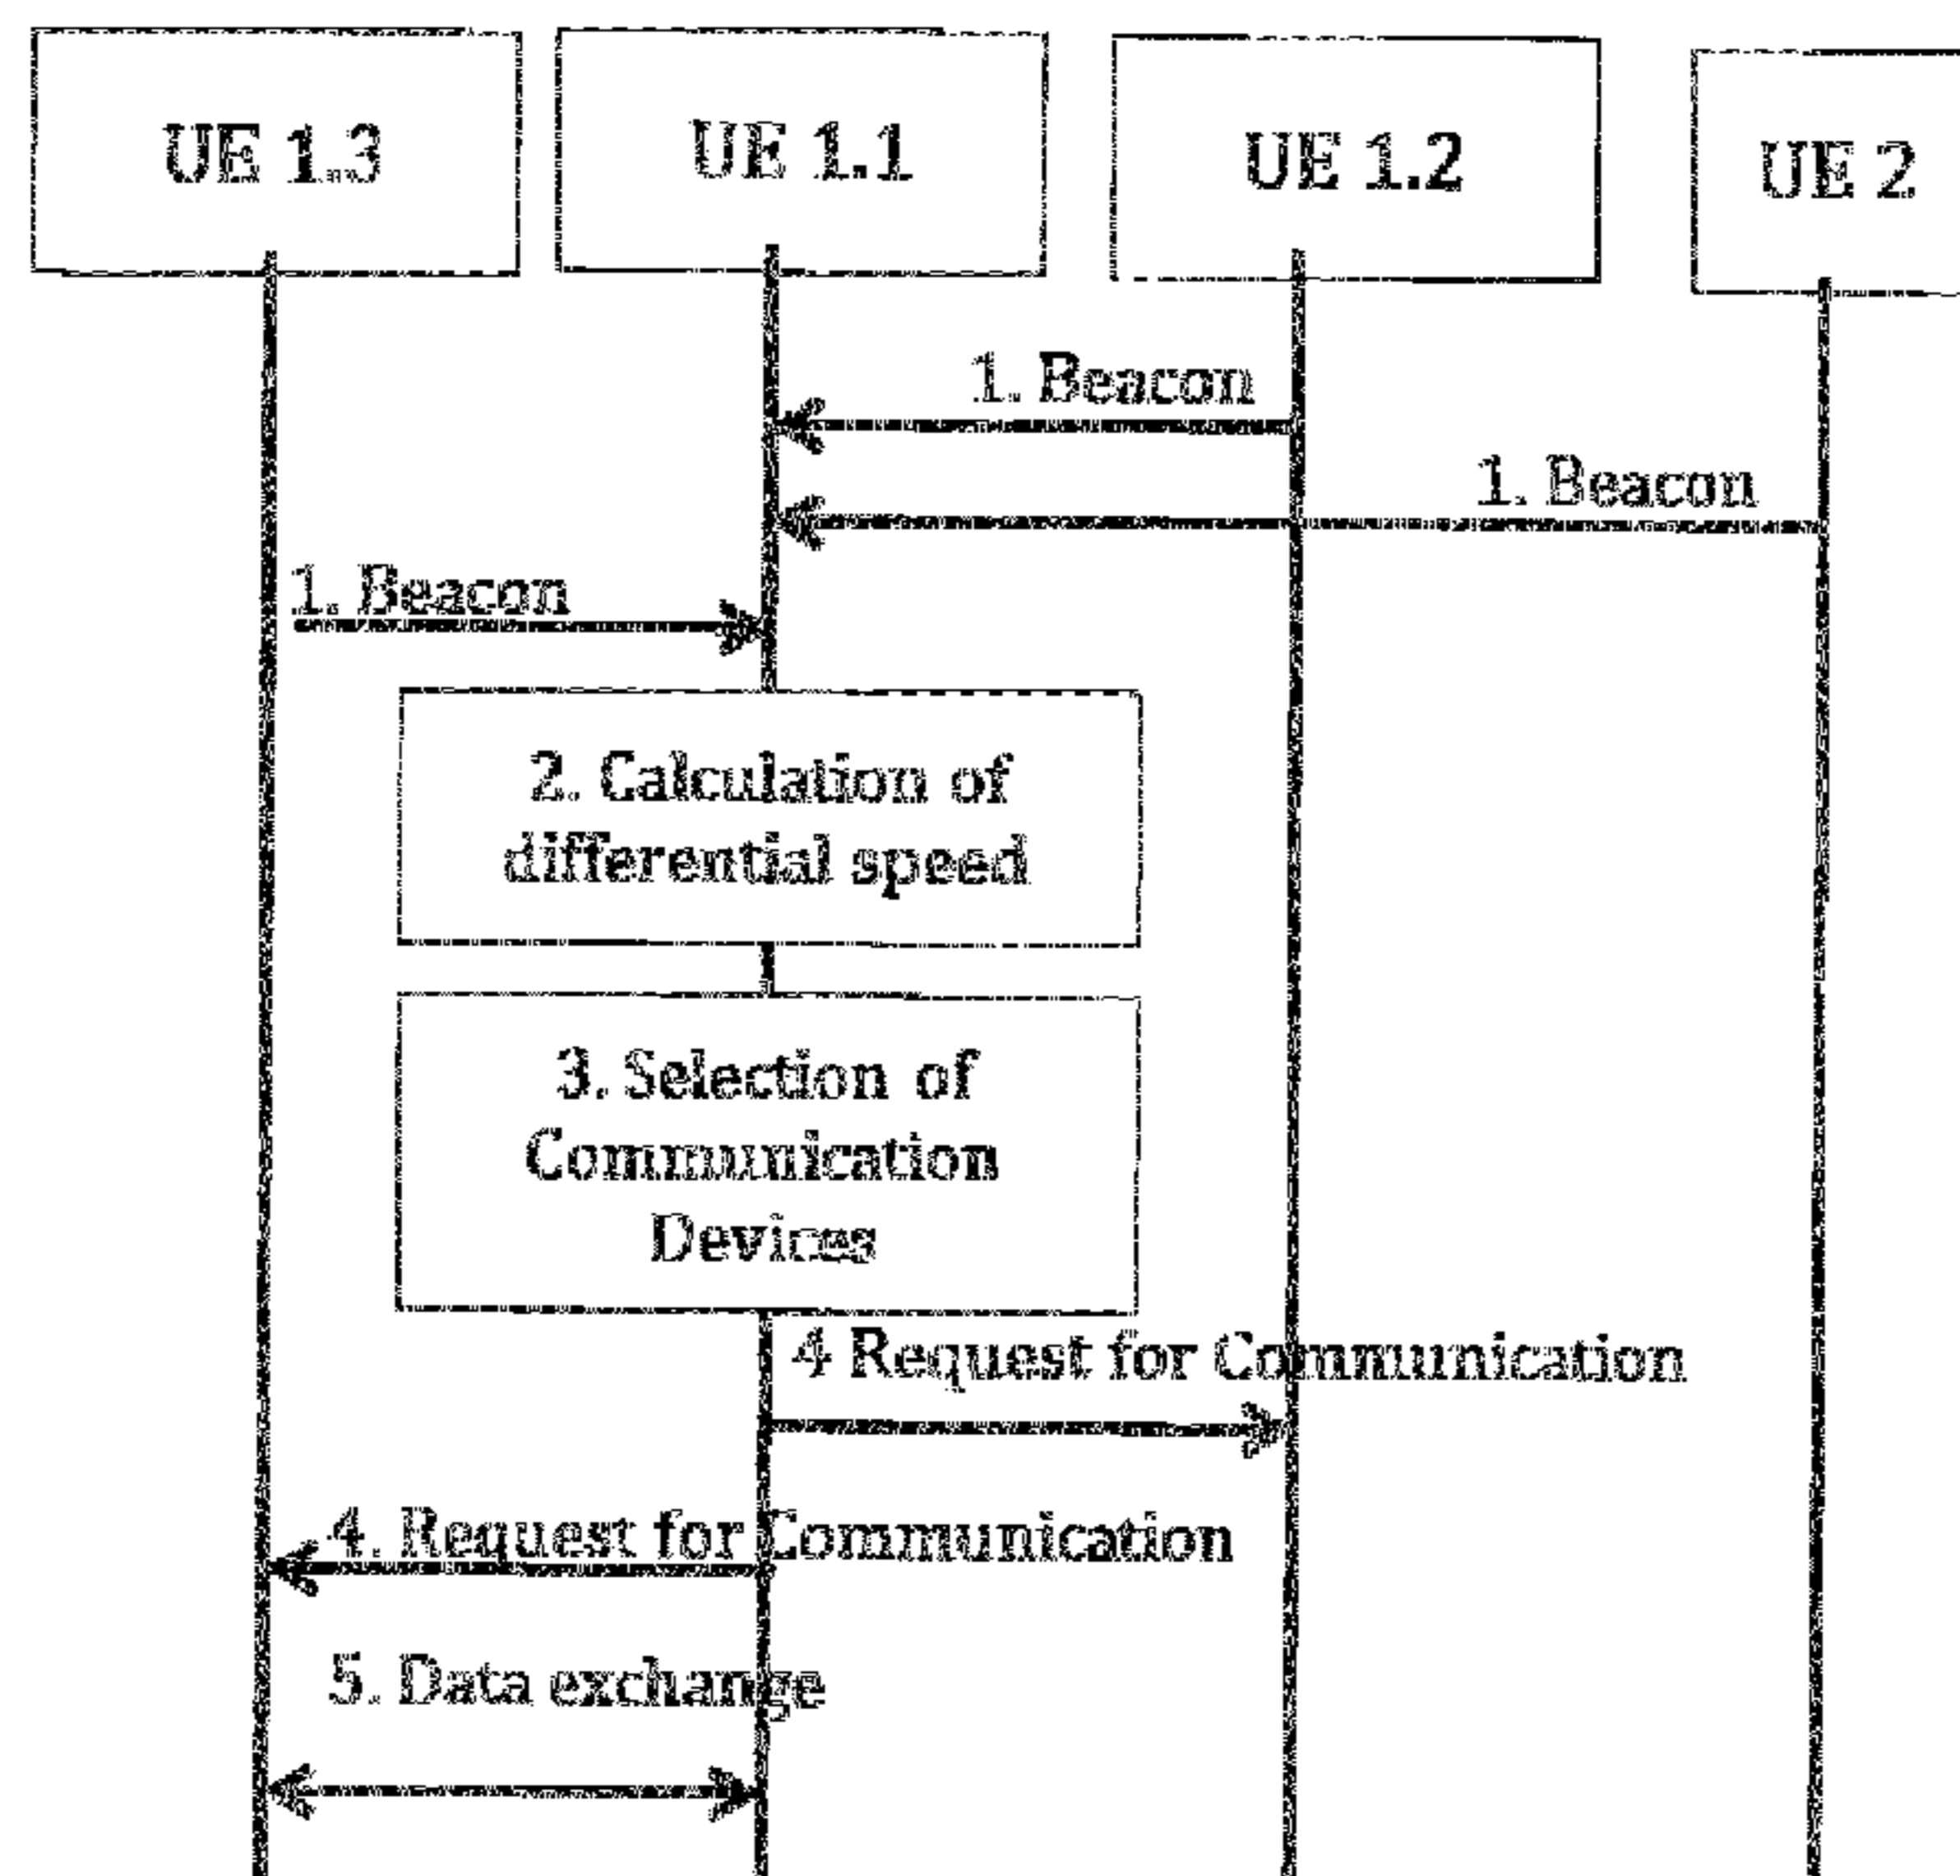 UE 1.3
UE 1.1
UE 1.2
UE 2
1. Beacon
1. Beacon
1. Beacon
2. Calculation of
differential speed
3. Selection of
Communication
Devices
4 Request for Communication
4. Request for Communication
5. Data exchange